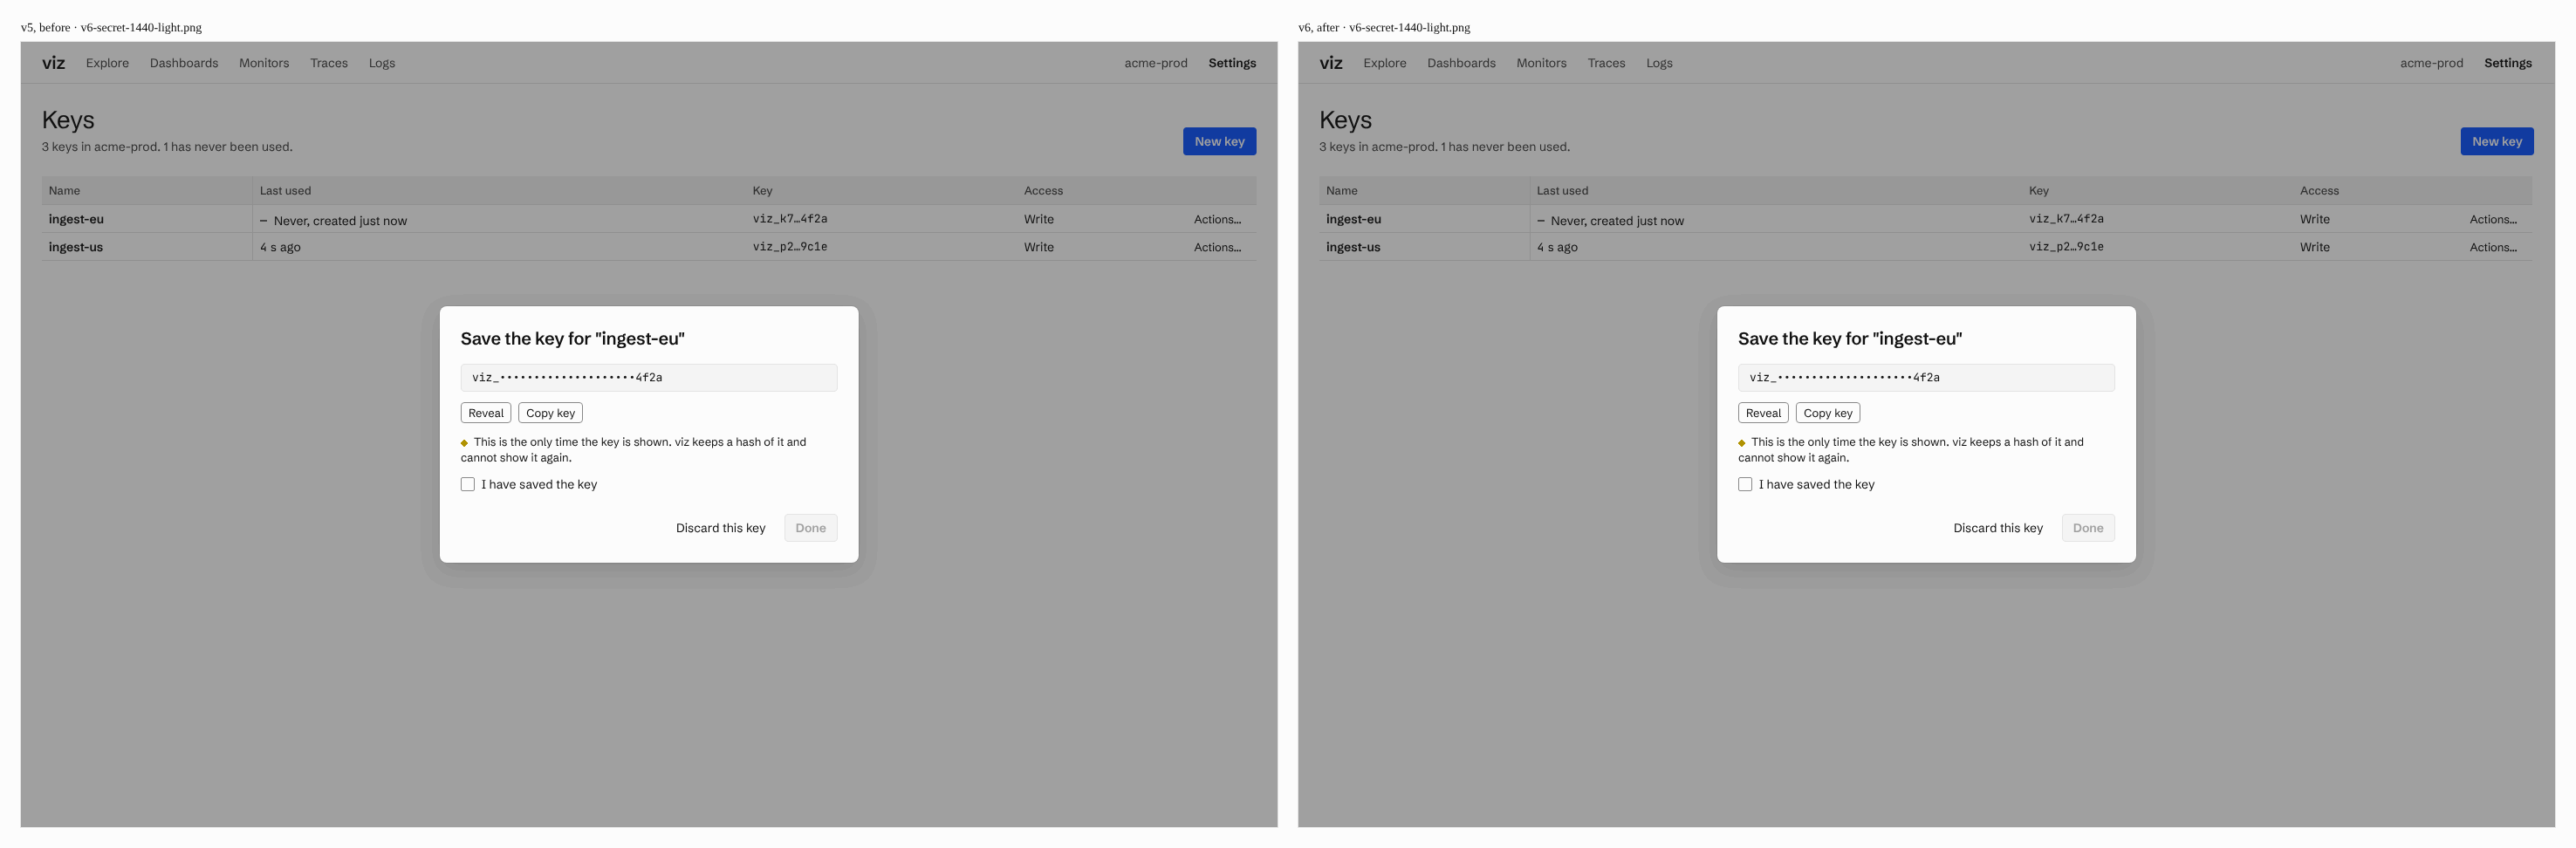 v5, before · v6-secret-1440-light.png
viz Explore Dashboards Monitors Traces Logs acme-prod Settings
Keys
3 keys in acme-prod. 1 has never been used.
New key
Name Last used Key Access
ingest-eu – Never, created just now viz_k7…4f2a Write Actions...
ingest-us 4 s ago viz_p2…9c1e Write Actions...
Save the key for "ingest-eu"
viz_••••••••••••••••••••4f2a
Reveal Copy key
◆ This is the only time the key is shown. viz keeps a hash of it and
cannot show it again.
I have saved the key
Discard this key Done
v6, after · v6-secret-1440-light.png
viz Explore Dashboards Monitors Traces Logs acme-prod Settings
Keys
3 keys in acme-prod. 1 has never been used.
New key
Name Last used Key Access
ingest-eu – Never, created just now viz_k7…4f2a Write Actions...
ingest-us 4 s ago viz_p2…9c1e Write Actions...
Save the key for "ingest-eu"
viz_••••••••••••••••••••4f2a
Reveal Copy key
◆ This is the only time the key is shown. viz keeps a hash of it and
cannot show it again.
I have saved the key
Discard this key Done